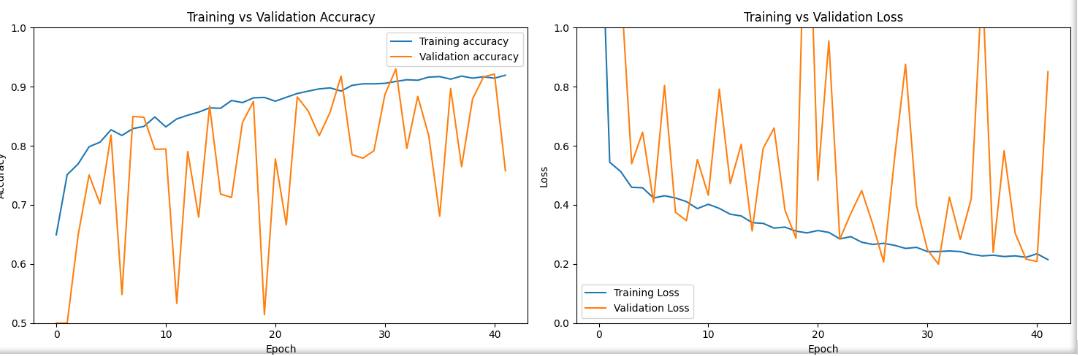 Training vs Validation Accuracy
1.0
0.9
0.8
0.7
0.6
0.5
Accuracy
Training accuracy
Validation accuracy
0
10
20
30
40
Epoch
Training vs Validation Loss
1.0
0.8
0.6
0.4
0.2
0.0
Loss
Training Loss
Validation Loss
0
10
20
30
40
Epoch